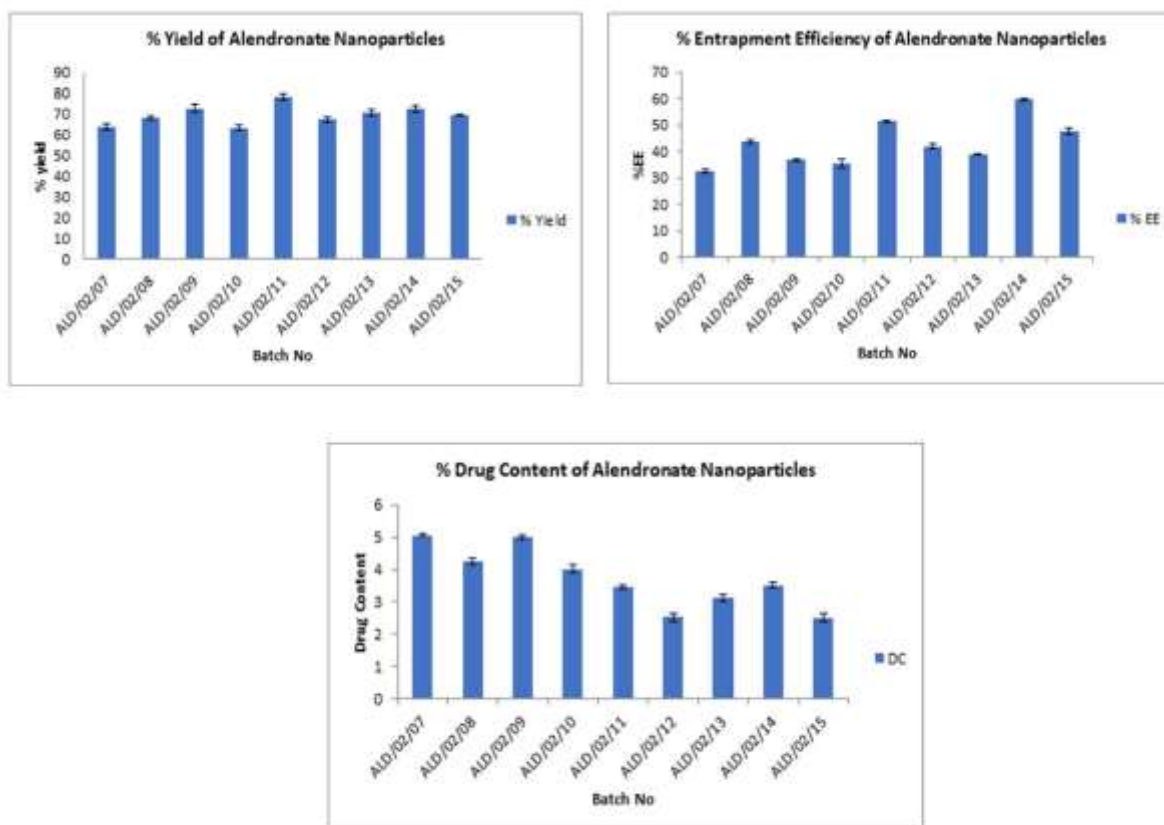 % Yield of Alendronate Nanoparticles
90
80
70
60
50
40
30
20
10
0
% yield
% Yield
ALD/02/07
ALD/02/08
ALD/02/09
ALD/02/10
ALD/02/11
ALD/02/12
ALD/02/13
ALD/02/14
ALD/02/15
Batch No
% Entrapment Efficiency of Alendronate Nanoparticles
70
60
50
40
30
20
10
0
%EE
% EE
ALD/02/07
ALD/02/08
ALD/02/09
ALD/02/10
ALD/02/11
ALD/02/12
ALD/02/13
ALD/02/14
ALD/02/15
Batch No
% Drug Content of Alendronate Nanoparticles
6
5
4
3
2
1
0
Drug Content
DC
ALD/02/07
ALD/02/08
ALD/02/09
ALD/02/10
ALD/02/11
ALD/02/12
ALD/02/13
ALD/02/14
ALD/02/15
Batch No